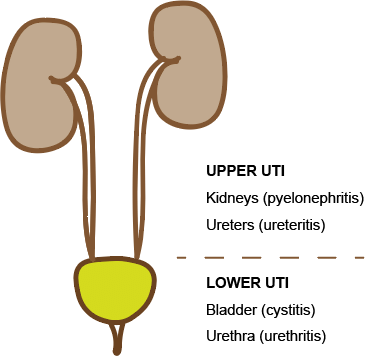 UPPER UTI
Kidneys (pyelonephritis)
Ureters (ureteritis)
LOWER UTI
Bladder (cystitis)
Urethra (urethritis)